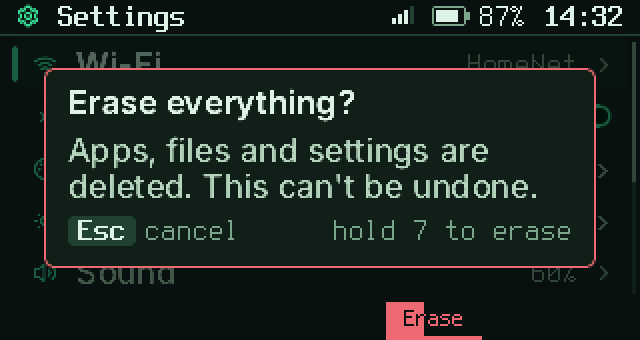 Settings 87% 14:32
Wi-Fi HomeNet
Erase everything?
Apps, files and settings are
deleted. This can't be undone.
Esc cancel hold 7 to erase
Sound 60%
Erase